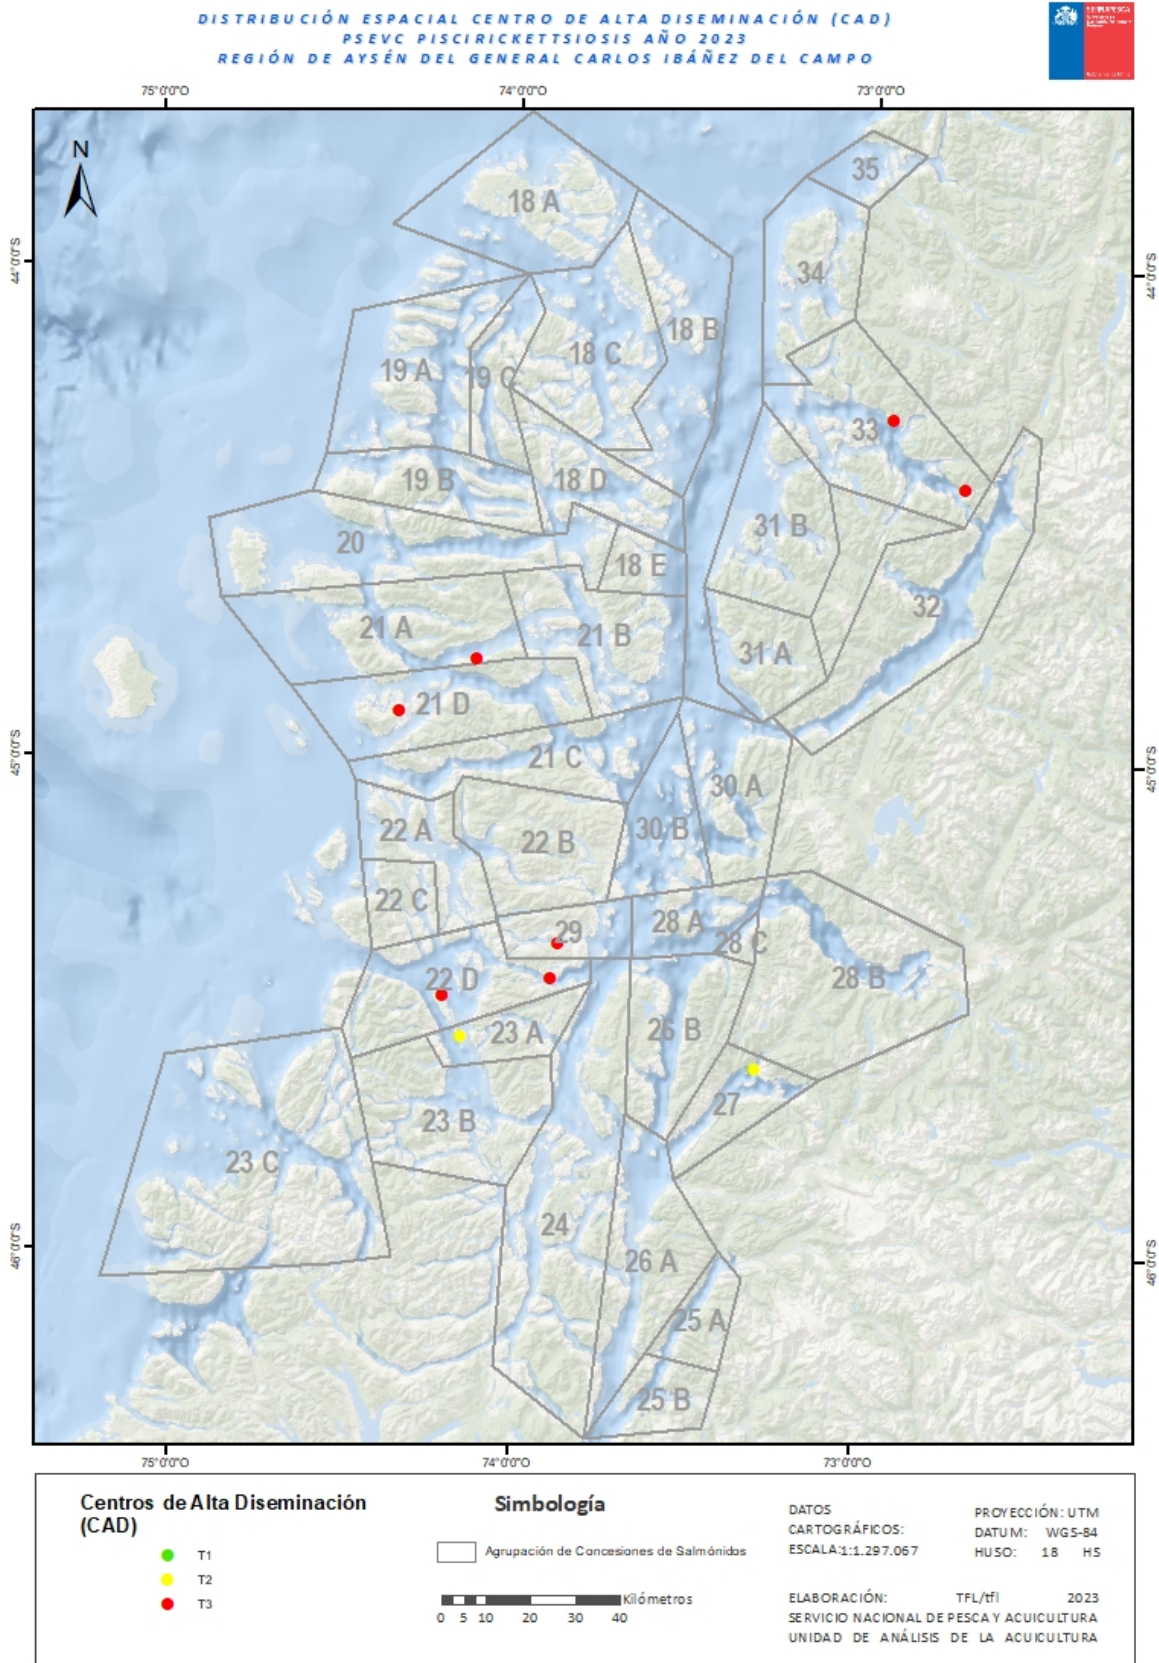 DISTRIBUCIÓN ESPACIAL CENTRO DE ALTA DISEMINACIÓN (CAD)
PSEVC PISCIRICKETTSIOSIS AÑO 2023
REGIÓN DE AYSÉN DEL GENERAL CARLOS IBÁÑEZ DEL CAMPO
SERNAPESCA
75°0'0"O 74°0'0"O 73°0'0"O
N
35
18 A
44°0'0"S 44°0'0"S
34
18 B
18 C
19 A 19 C
33
19 B 18 D
31 B
20
18 E
32
21 A 21 B
31 A
21 D
45°0'0"S 45°0'0"S
21 C
30 A
22 A 22 B 30 B
22 C
28 A
29 28 C
22 D 28 B
23 A 26 B
27
23 B
23 C
24
46°0'0"S 46°0'0"S
26 A
25 A
25 B
75°0'0"O 74°0'0"O 73°0'0"O
Centros de Alta Diseminación
(CAD)
T1
T2
T3
Simbología
Agrupación de Concesiones de Salmónidos
Kilómetros
0 5 10 20 30 40
DATOS
CARTOGRÁFICOS:
ESCALA:1:1.297.067
PROYECCIÓN: UTM
DATUM: WGS-84
HUSO: 18 HS
ELABORACIÓN: TFL/tfl 2023
SERVICIO NACIONAL DE PESCA Y ACUICULTURA
UNIDAD DE ANÁLISIS DE LA ACUICULTURA